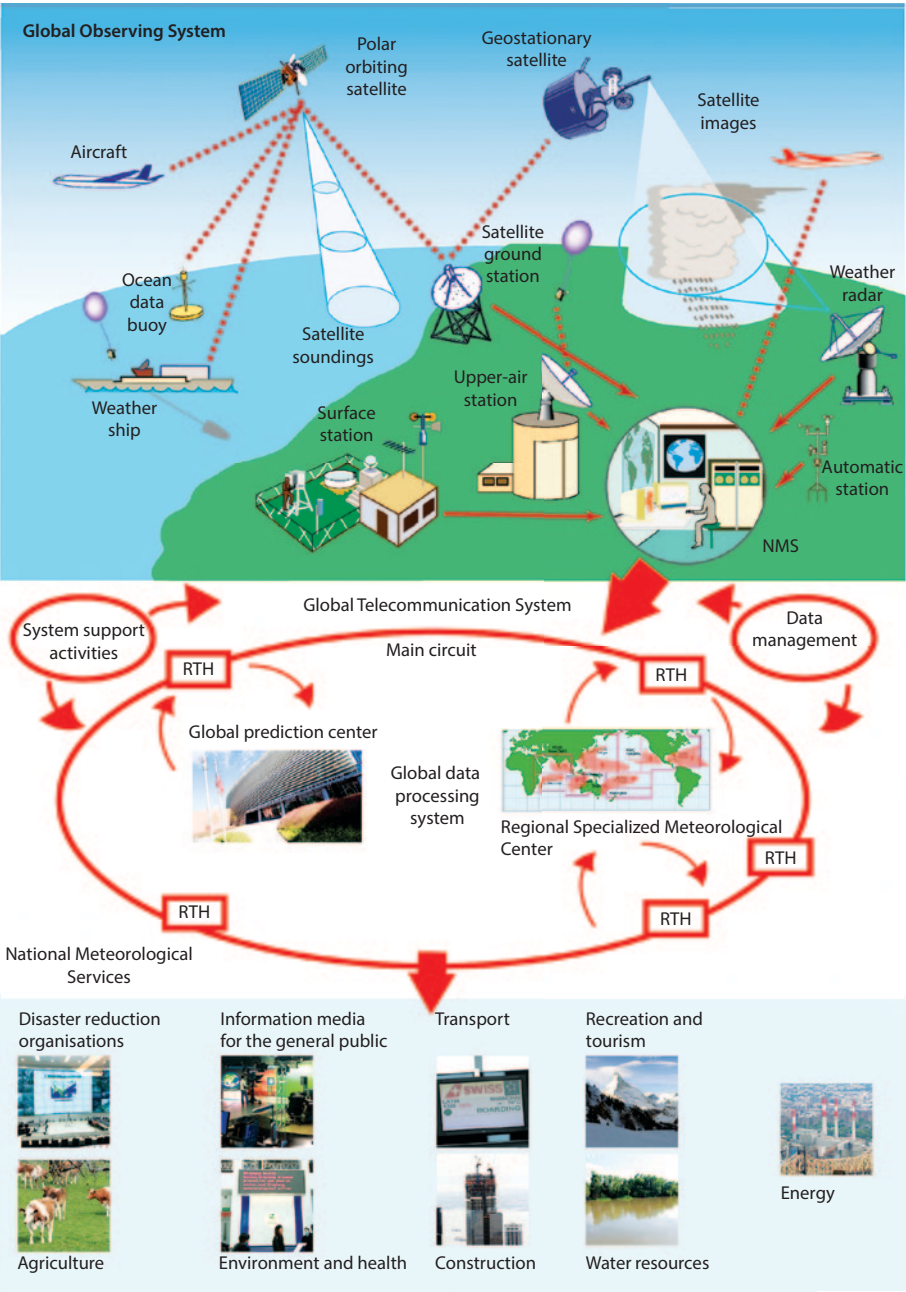 Global Observing System
Polar
orbiting
satellite
Geostationary
satellite
Satellite
images
Aircraft
Ocean
data
buoy
Satellite
soundings
Satellite
ground
station
Weather
radar
Weather
ship
Surface
station
Upper-air
station
Automatic
station
NMS
Global Telecommunication System
System support
activities
Data
management
Main circuit
RTH
RTH
Global prediction center
Global data
processing
system
Regional Specialized Meteorological
Center
RTH
RTH
RTH
National Meteorological
Services
Disaster reduction
organisations
Information media
for the general public
Transport
Recreation and
tourism
SWISS
BOARDING
Energy
Agriculture
Environment and health
Construction
Water resources